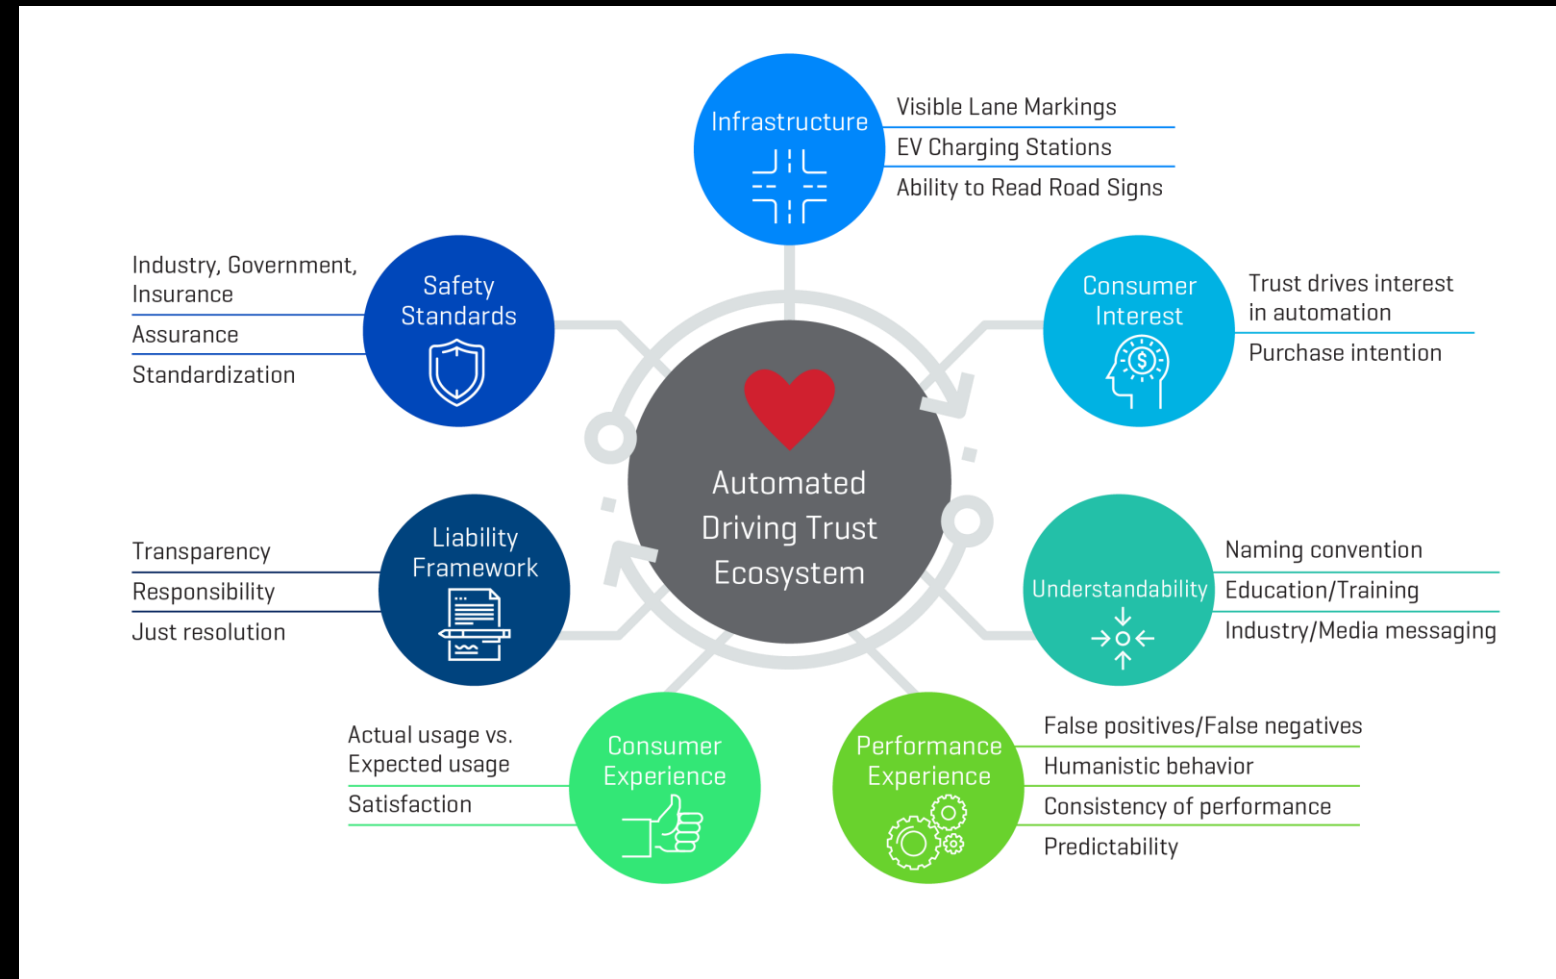 Infrastructure
Visible Lane Markings
EV Charging Stations
Ability to Read Road Signs
Consumer
Interest
$
Trust drives interest
in automation
Purchase intention
Understandability
Naming convention
Education/Training
Industry/Media messaging
Performance
Experience
False positives/False negatives
Humanistic behavior
Consistency of performance
Predictability
Consumer
Experience
Actual usage vs.
Expected usage
Satisfaction
Liability
Framework
Transparency
Responsibility
Just resolution
Safety
Standards
Industry, Government,
Insurance
Assurance
Standardization
Automated
Driving Trust
Ecosystem